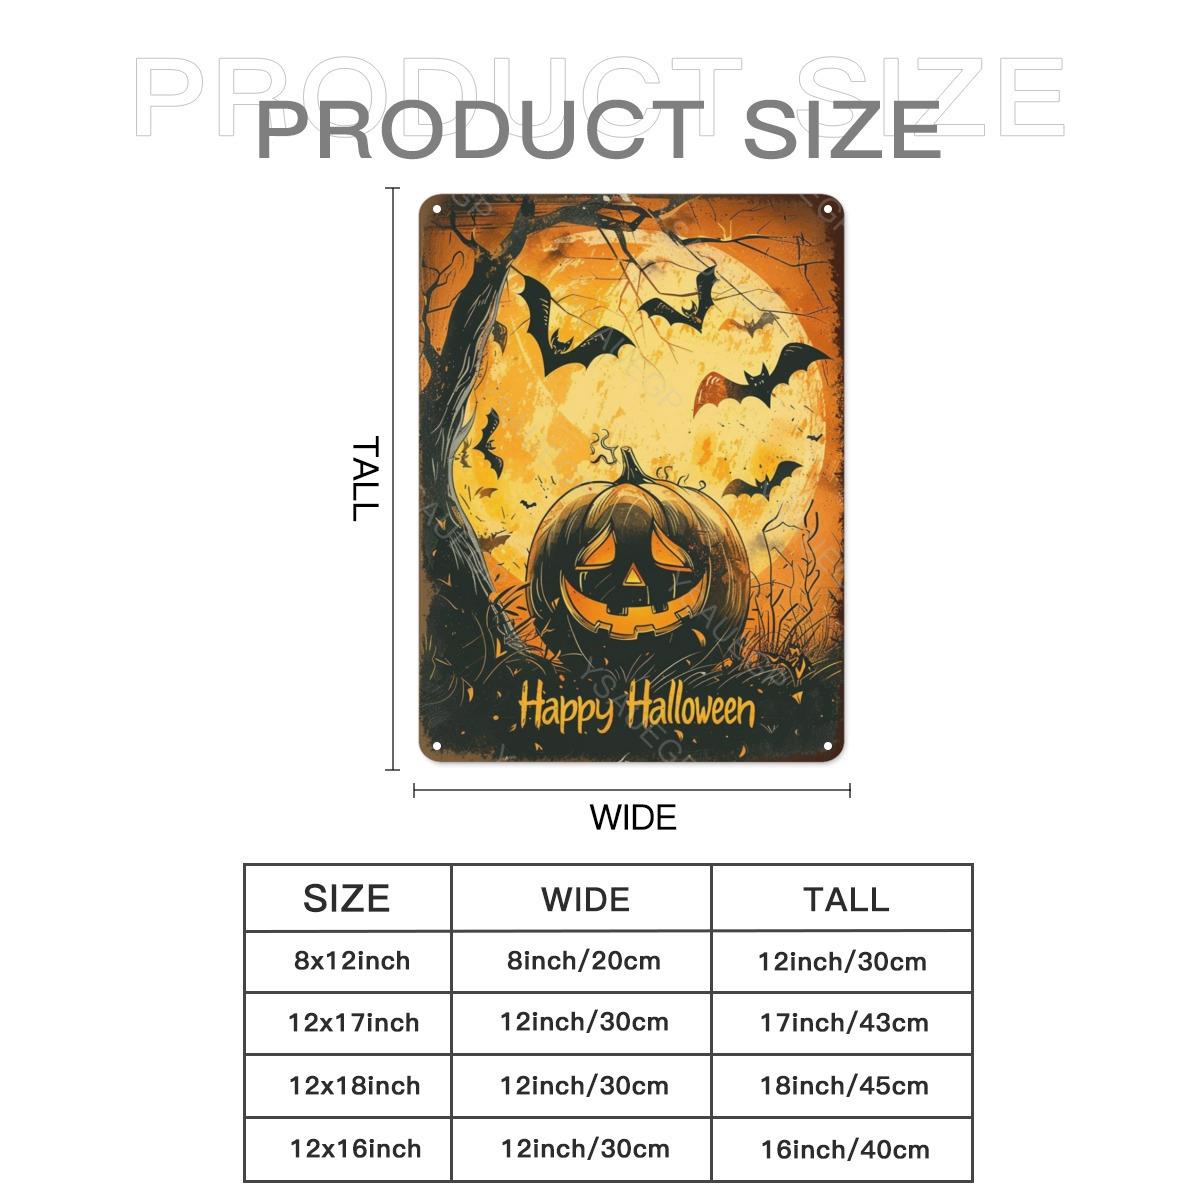 PRODUCT SIZE
PRODUCT SIZE
TALL
YSAUEGP
Happy Halloween
WIDE
SIZE WIDE TALL
8x12inch 8inch/20cm 12inch/30cm
12x17inch 12inch/30cm 17inch/43cm
12x18inch 12inch/30cm 18inch/45cm
12x16inch 12inch/30cm 16inch/40cm